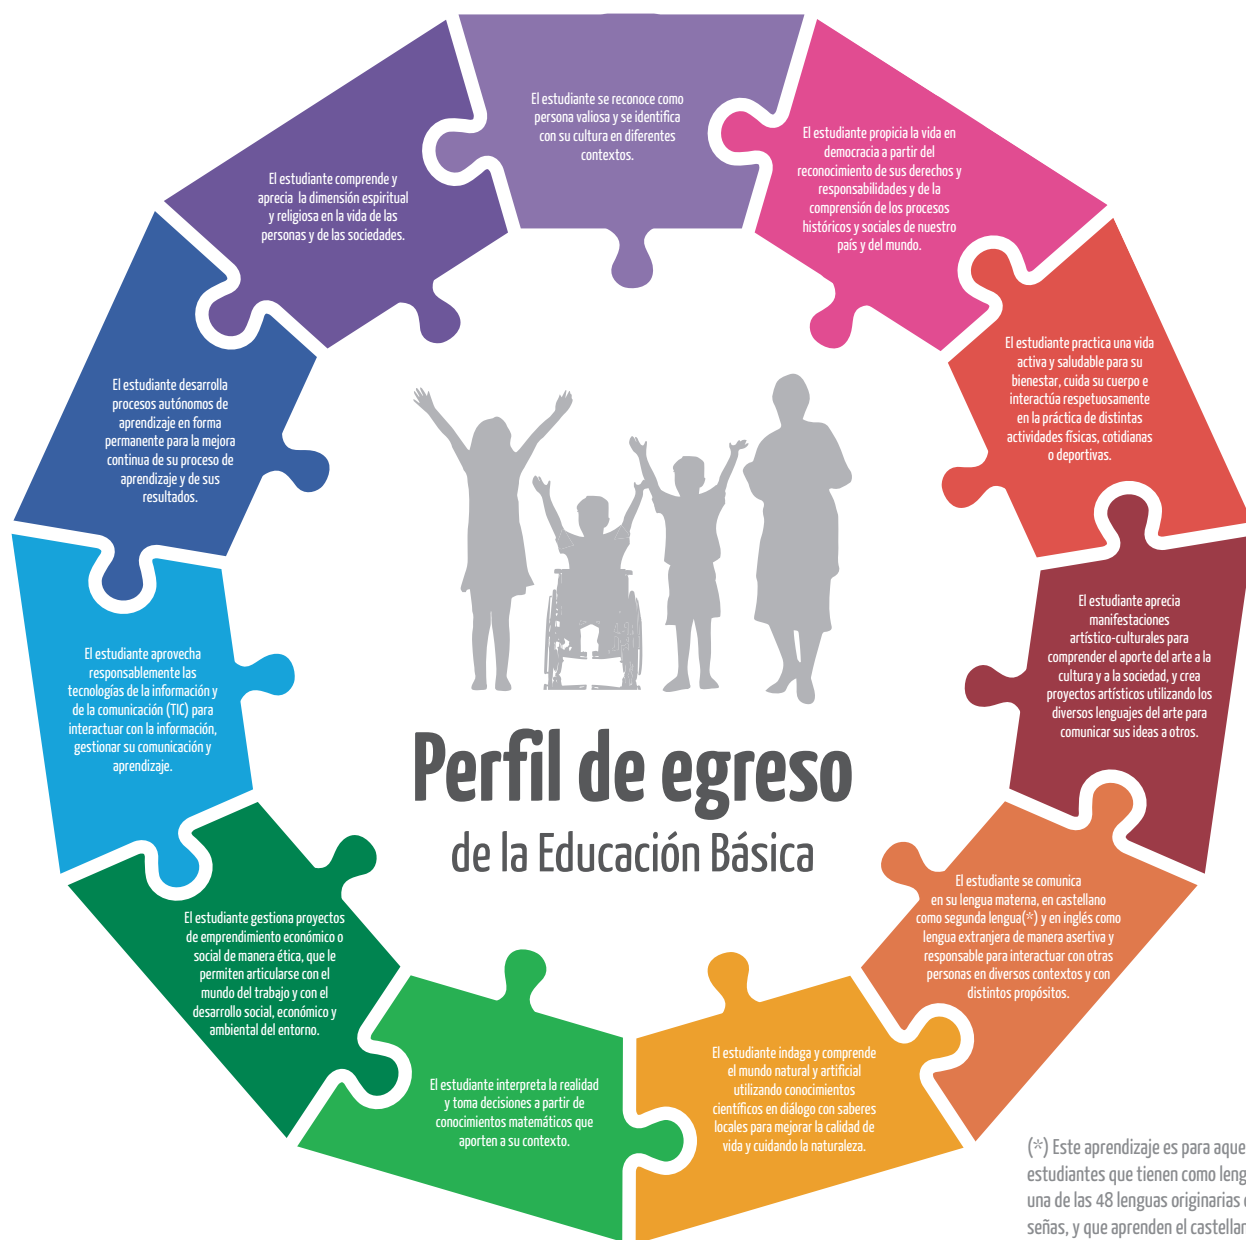 El estudiante se reconoce como
persona valiosa y se identifica
con su cultura en diferentes
contextos.
El estudiante propicia la vida en
democracia a partir del
reconocimiento de sus derechos y
responsabilidades y de la
comprensión de los procesos
históricos y sociales de nuestro
país y del mundo.
El estudiante practica una vida
activa y saludable para su
bienestar, cuida su cuerpo e
interactúa respetuosamente
en la práctica de distintas
actividades físicas, cotidianas
o deportivas.
El estudiante aprecia
manifestaciones
artístico-culturales para
comprender el aporte del arte a la
cultura y a la sociedad, y crea
proyectos artísticos utilizando los
diversos lenguajes del arte para
comunicar sus ideas a otros.
El estudiante se comunica
en su lengua materna, en castellano
como segunda lengua(*) y en inglés como
lengua extranjera de manera asertiva y
responsable para interactuar con otras
personas en diversos contextos y con
distintos propósitos.
El estudiante indaga y comprende
el mundo natural y artificial
utilizando conocimientos
científicos en diálogo con saberes
locales para mejorar la calidad de
vida y cuidando la naturaleza.
El estudiante interpreta la realidad
y toma decisiones a partir de
conocimientos matemáticos que
aporten a su contexto.
El estudiante gestiona proyectos
de emprendimiento económico o
social de manera ética, que le
permiten articularse con el
mundo del trabajo y con el
desarrollo social, económico y
ambiental del entorno.
El estudiante aprovecha
responsablemente las
tecnologías de la información y
de la comunicación (TIC) para
interactuar con la información,
gestionar su comunicación y
aprendizaje.
El estudiante desarrolla
procesos autónomos de
aprendizaje en forma
permanente para la mejora
continua de su proceso de
aprendizaje y de sus
resultados.
El estudiante comprende y
aprecia la dimensión espiritual
y religiosa en la vida de las
personas y de las sociedades.
Perfil de egreso
de la Educación Básica
(*) Este aprendizaje es para
estudiantes que tienen como
una de las 48 lenguas originarias
señas, y que aprenden el